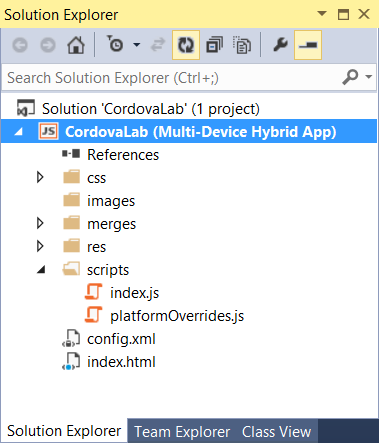 Solution Explorer
Search Solution Explorer (Ctrl+;)
Solution 'CordovaLab' (1 project)
JS CordovaLab (Multi-Device Hybrid App)
References
css
images
merges
res
scripts
index.js
platformOverrides.js
config.xml
index.html
Solution Explorer Team Explorer Class View